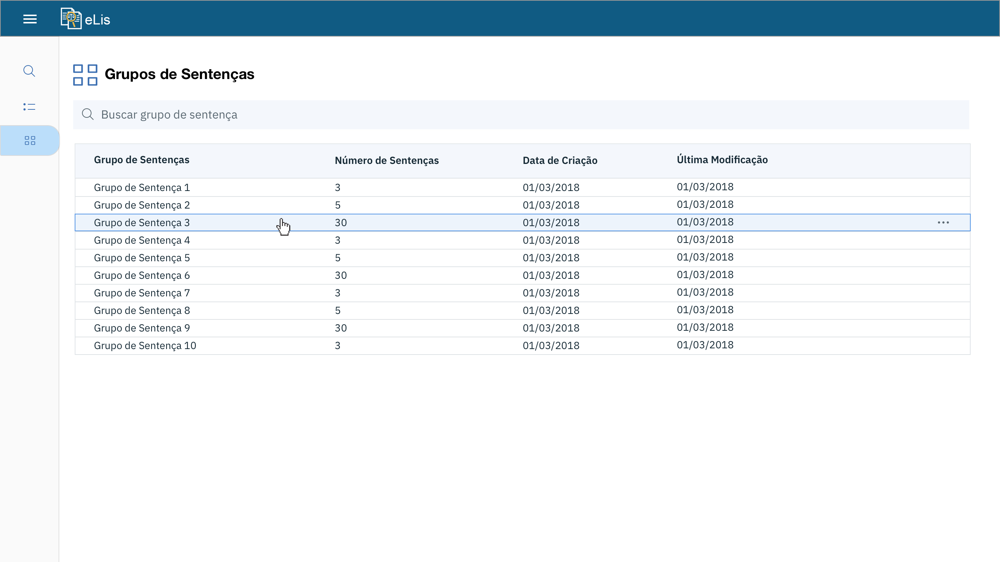 eLis
Grupos de Sentenças
Buscar grupo de sentença
Grupo de Sentenças Número de Sentenças Data de Criação Última Modificação
Grupo de Sentença 1 3 01/03/2018 01/03/2018
Grupo de Sentença 2 5 01/03/2018 01/03/2018
Grupo de Sentença 3 30 01/03/2018 01/03/2018
Grupo de Sentença 4 3 01/03/2018 01/03/2018
Grupo de Sentença 5 5 01/03/2018 01/03/2018
Grupo de Sentença 6 30 01/03/2018 01/03/2018
Grupo de Sentença 7 3 01/03/2018 01/03/2018
Grupo de Sentença 8 5 01/03/2018 01/03/2018
Grupo de Sentença 9 30 01/03/2018 01/03/2018
Grupo de Sentença 10 3 01/03/2018 01/03/2018